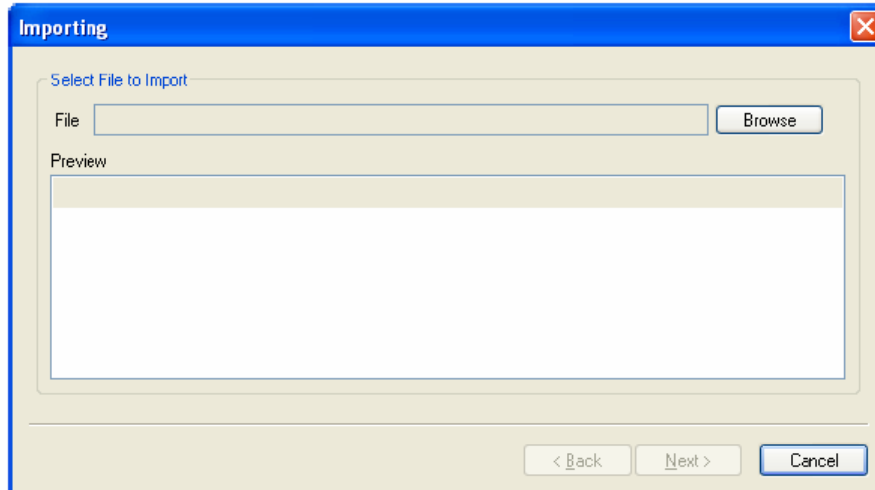 Importing
Select File to Import
File Browse
Preview
< Back Next > Cancel